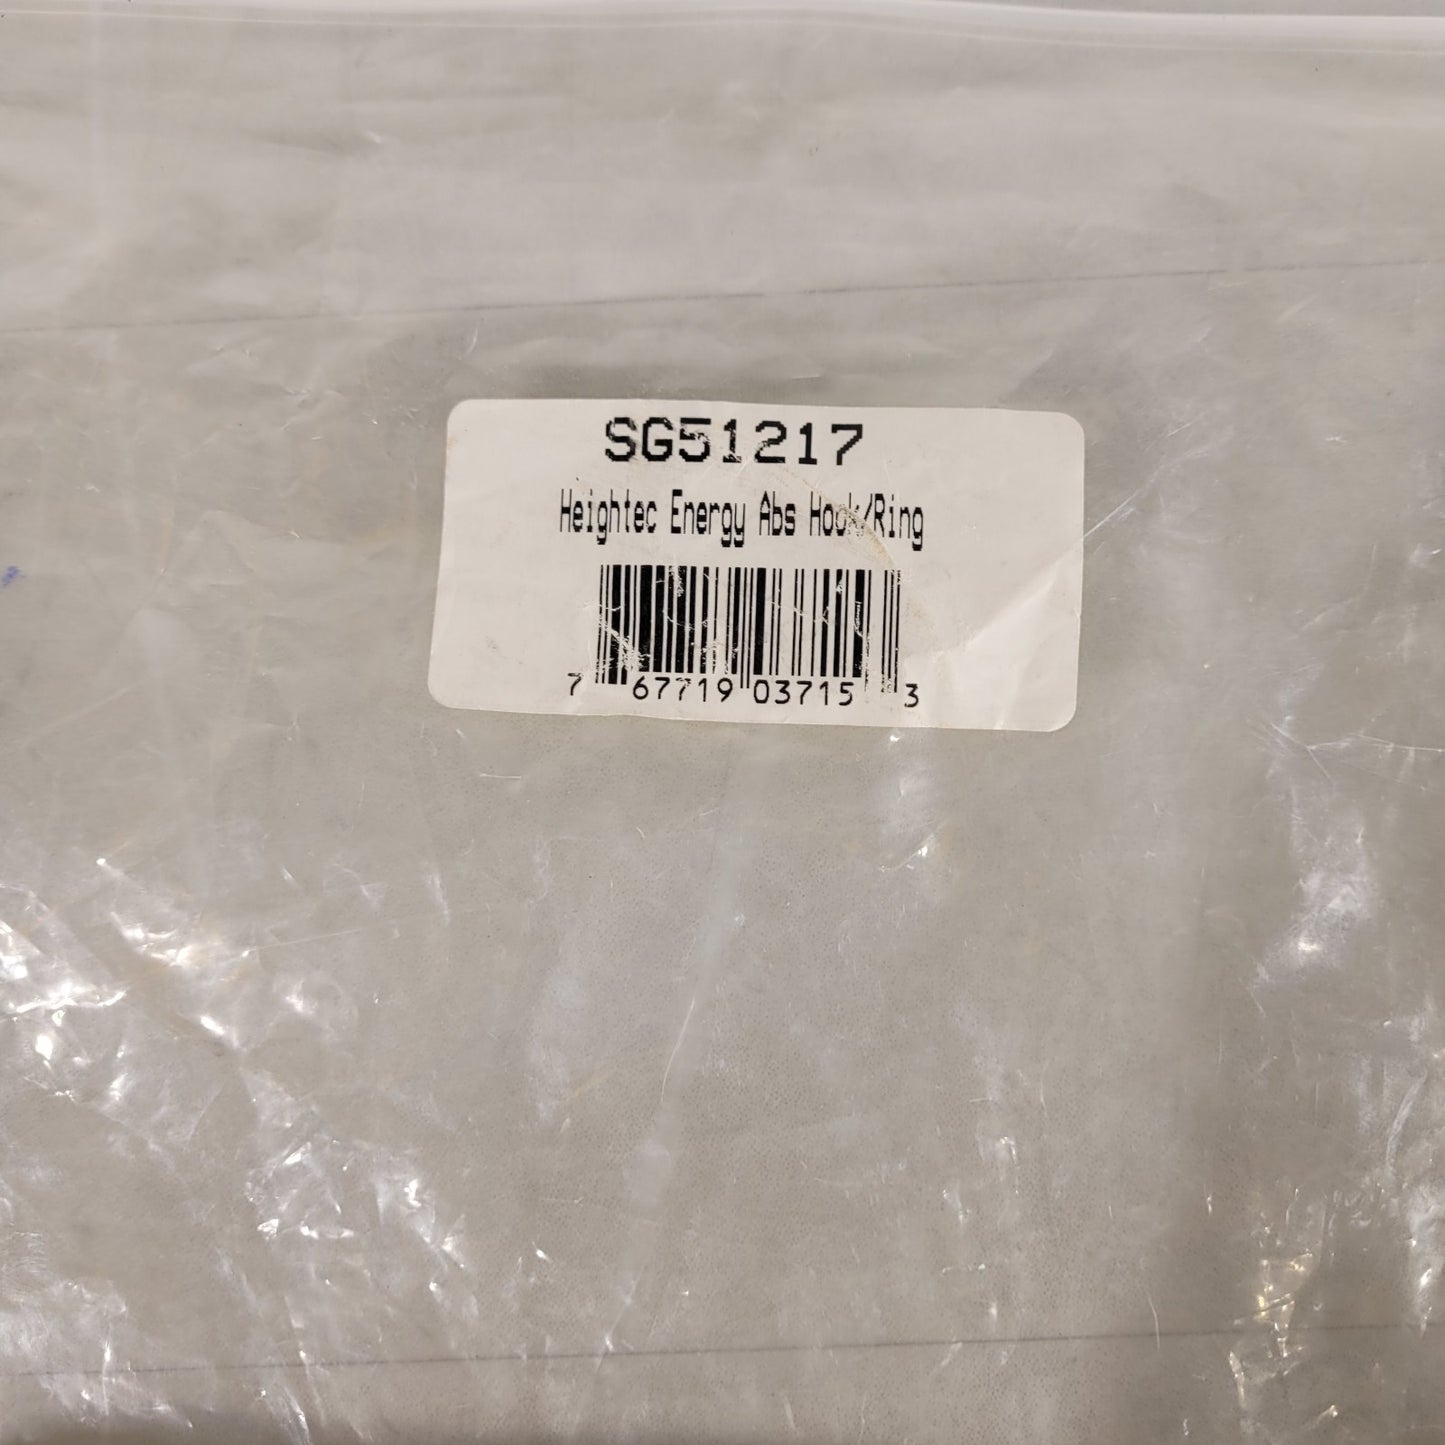 SG51217
Heightec Energy Abs Hook/Ring
7 67719 03715 3